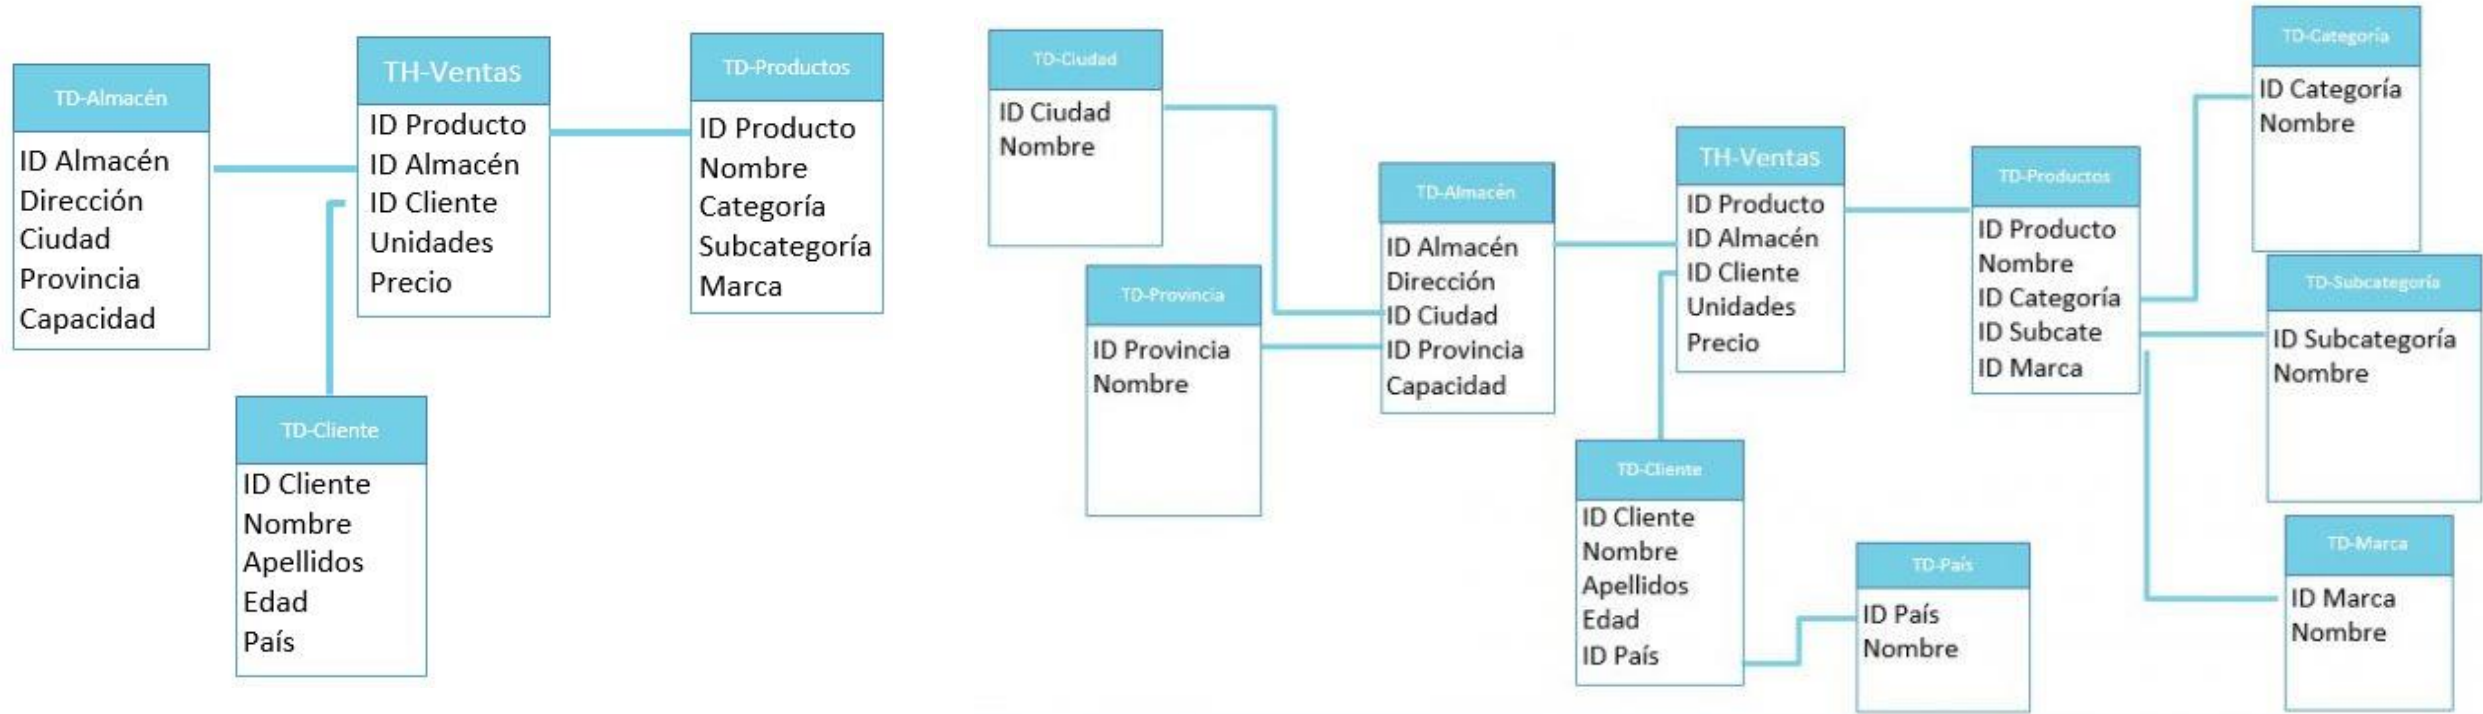 TD-Almacén
ID Almacén
Dirección
Ciudad
Provincia
Capacidad
TH-Ventas
ID Producto
ID Almacén
ID Cliente
Unidades
Precio
TD-Productos
ID Producto
Nombre
Categoría
Subcategoría
Marca
TD-Cliente
ID Cliente
Nombre
Apellidos
Edad
País
TD-Ciudad
ID Ciudad
Nombre
TD-Provincia
ID Provincia
Nombre
TD-Almacén
ID Almacén
Dirección
ID Ciudad
ID Provincia
Capacidad
TH-Ventas
ID Producto
ID Almacén
ID Cliente
Unidades
Precio
TD-Cliente
ID Cliente
Nombre
Apellidos
Edad
ID País
TD-País
ID País
Nombre
TD-Productos
ID Producto
Nombre
ID Categoría
ID Subcate
ID Marca
TD-Categoría
ID Categoría
Nombre
TD-Subcategoría
ID Subcategoría
Nombre
TD-Marca
ID Marca
Nombre